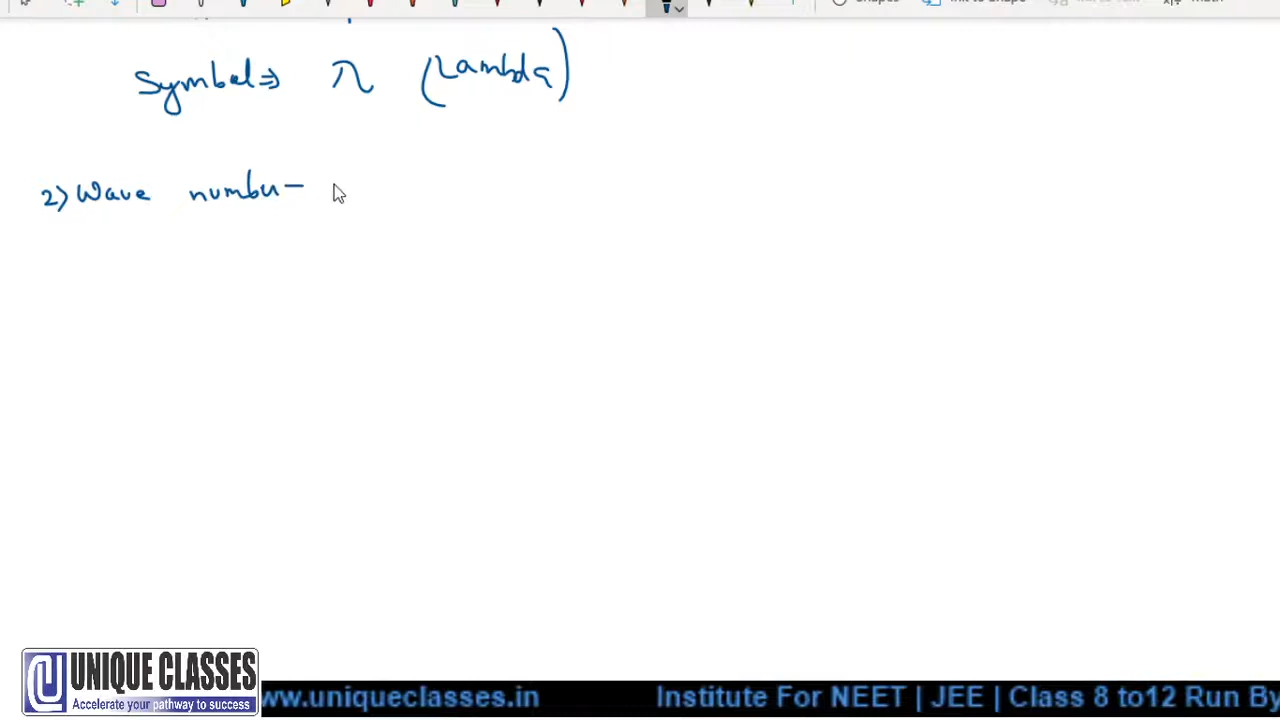 Symbol ⇒ λ (Lambda)
2) Wave number -
UNIQUE CLASSES
Accelerate your pathway to success
ww.uniqueclasses.in Institute For NEET | JEE | Class 8 to12 Run By